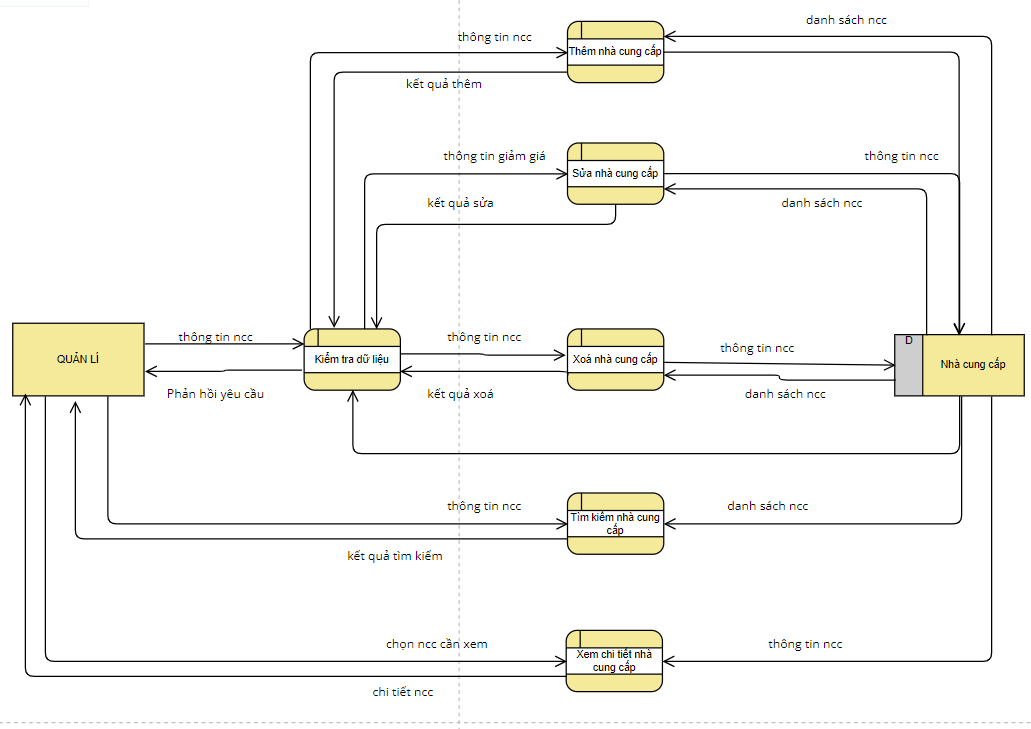 danh sách ncc
thông tin ncc
Thêm nhà cung cấp
kết quả thêm
thông tin giảm giá
thông tin ncc
Sửa nhà cung cấp
kết quả sửa
danh sách ncc
thông tin ncc
thông tin ncc
thông tin ncc
D
QUẢN LÍ
Kiểm tra dữ liệu
Xoá nhà cung cấp
Nhà cung cấp
Phản hồi yêu cầu
kết quả xoá
danh sách ncc
thông tin ncc
danh sách ncc
Tìm kiếm nhà cung
cấp
kết quả tìm kiếm
chọn ncc cần xem
thông tin ncc
Xem chi tiết nhà
cung cấp
chi tiết ncc